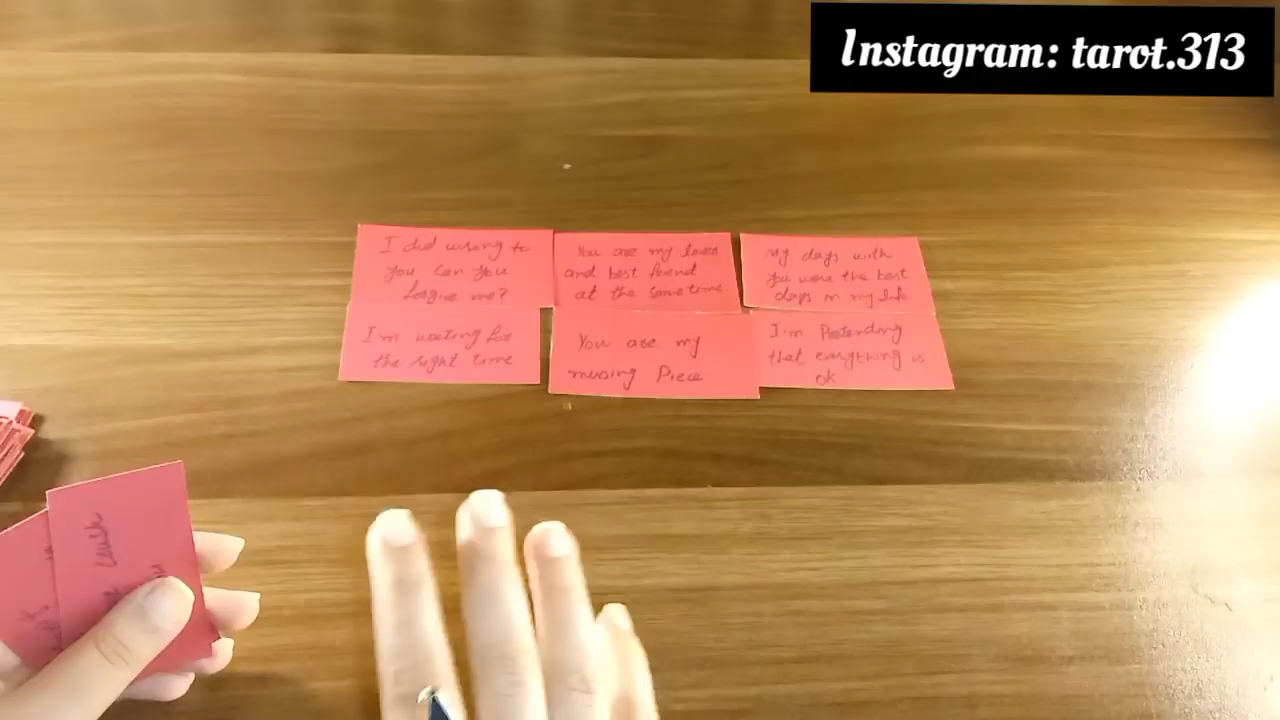 Instagram: tarot.313
I did wrong to
you can you
forgive me?
You are my lover
and best friend
at the same time
My days with
you were the best
days in my life
I'm waiting for
the right time
You are my
missing Piece
I'm Pretending
that everything is
ok
crush